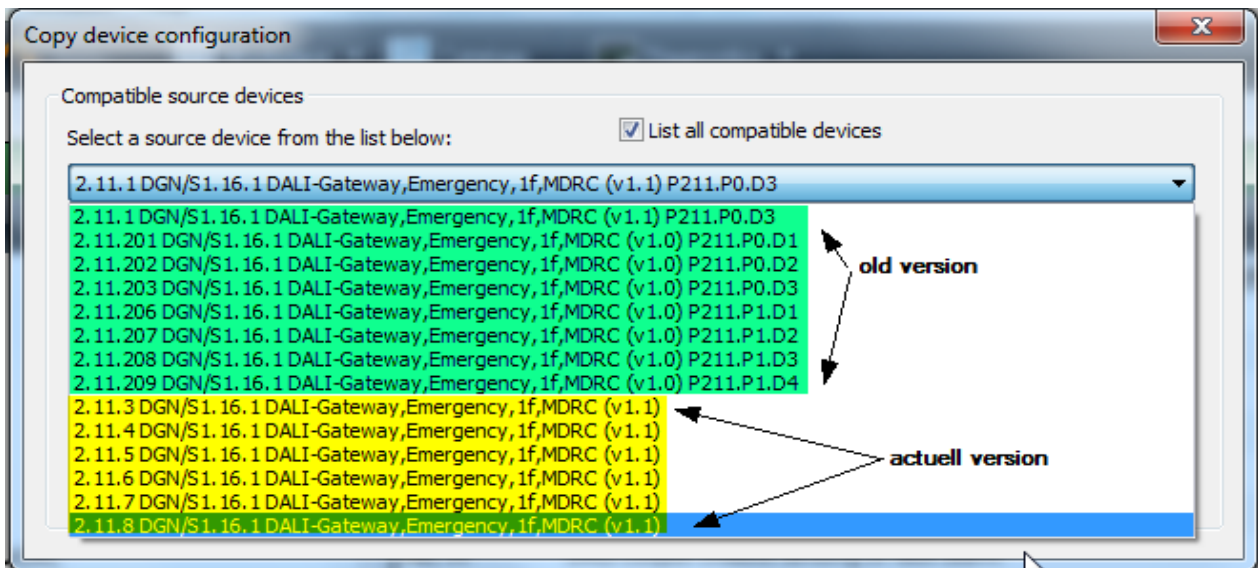 Copy device configuration
Compatible source devices
Select a source device from the list below:
List all compatible devices
2.11.1 DGN/S1.16.1 DALI-Gateway,Emergency,1f,MDRC (v1.1) P211.P0.D3
2.11.1 DGN/S1.16.1 DALI-Gateway,Emergency,1f,MDRC (v1.1) P211.P0.D3
2.11.201 DGN/S1.16.1 DALI-Gateway,Emergency,1f,MDRC (v1.0) P211.P0.D1
2.11.202 DGN/S1.16.1 DALI-Gateway,Emergency,1f,MDRC (v1.0) P211.P0.D2
old version
2.11.203 DGN/S1.16.1 DALI-Gateway,Emergency,1f,MDRC (v1.0) P211.P0.D3
2.11.206 DGN/S1.16.1 DALI-Gateway,Emergency,1f,MDRC (v1.0) P211.P1.D1
2.11.207 DGN/S1.16.1 DALI-Gateway,Emergency,1f,MDRC (v1.0) P211.P1.D2
2.11.208 DGN/S1.16.1 DALI-Gateway,Emergency,1f,MDRC (v1.0) P211.P1.D3
2.11.209 DGN/S1.16.1 DALI-Gateway,Emergency,1f,MDRC (v1.0) P211.P1.D4
2.11.3 DGN/S1.16.1 DALI-Gateway,Emergency,1f,MDRC (v1.1)
2.11.4 DGN/S1.16.1 DALI-Gateway,Emergency,1f,MDRC (v1.1)
2.11.5 DGN/S1.16.1 DALI-Gateway,Emergency,1f,MDRC (v1.1)
actuell version
2.11.6 DGN/S1.16.1 DALI-Gateway,Emergency,1f,MDRC (v1.1)
2.11.7 DGN/S1.16.1 DALI-Gateway,Emergency,1f,MDRC (v1.1)
2.11.8 DGN/S1.16.1 DALI-Gateway,Emergency,1f,MDRC (v1.1)